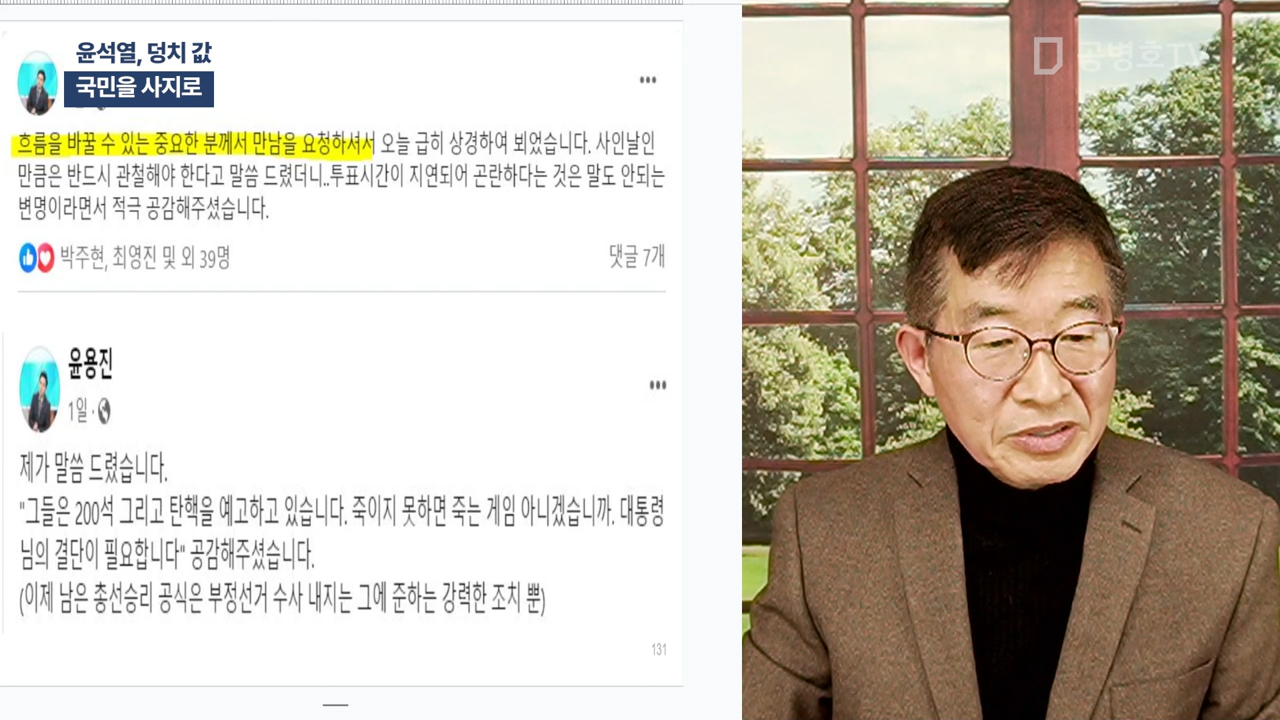 윤석열, 덩치 값
국민을 사지로
공병호TV
흐름을 바꿀 수 있는 중요한 분께서 만남을 요청하셔서 오늘 급히 상경하여 뵈었습니다. 사인날인
만큼은 반드시 관철해야 한다고 말씀 드렸더니..투표시간이 지연되어 곤란하다는 것은 말도 안되는
변명이라면서 적극 공감해주셨습니다.
박주현, 최영진 및 외 39명
댓글 7개
윤용진
1일 ·
제가 말씀 드렸습니다.
"그들은 200석 그리고 탄핵을 예고하고 있습니다. 죽이지 못하면 죽는 게임 아니겠습니까. 대통령
님의 결단이 필요합니다" 공감해주셨습니다.
(이제 남은 총선승리 공식은 부정선거 수사 내지는 그에 준하는 강력한 조치 뿐)
131